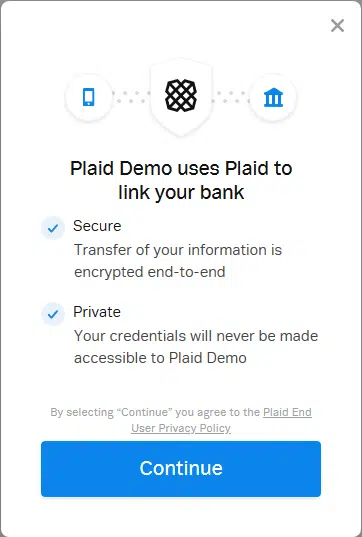 Plaid Demo uses Plaid to
link your bank
Secure
Transfer of your information is
encrypted end-to-end
Private
Your credentials will never be made
accessible to Plaid Demo
By selecting “Continue” you agree to the Plaid End
User Privacy Policy
Continue